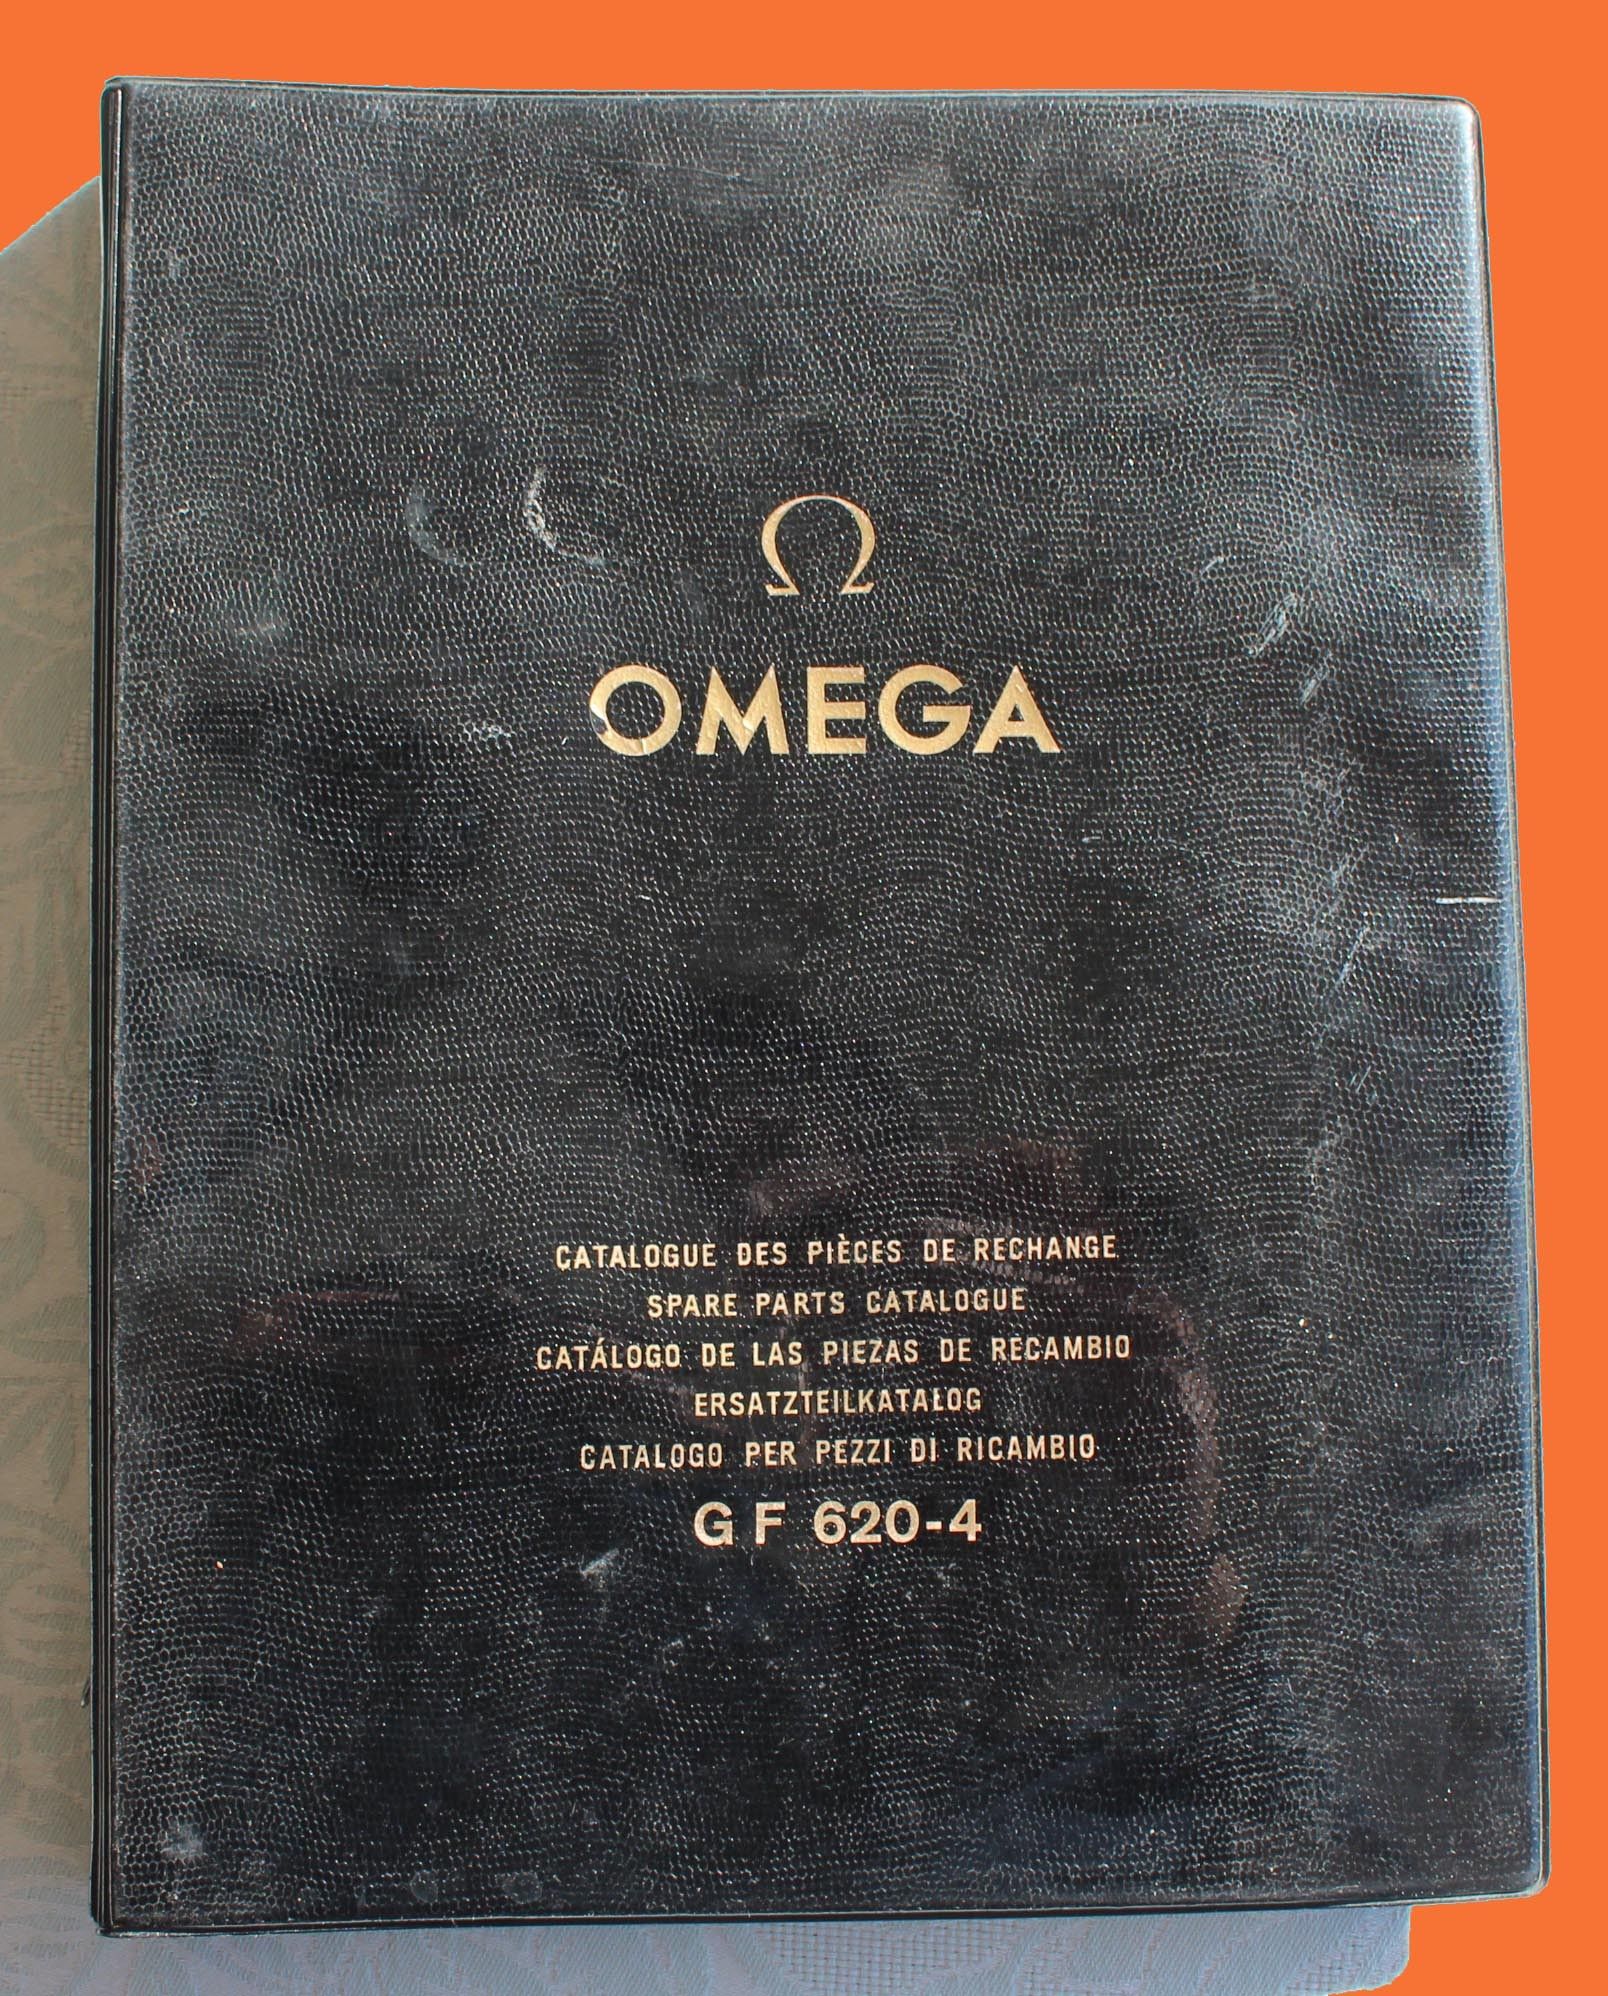 Ω
OMEGA
CATALOGUE DES PIÈCES DE RECHANGE
SPARE PARTS CATALOGUE
CATÁLOGO DE LAS PIEZAS DE RECAMBIO
ERSATZTEILKATALOG
CATALOGO PER PEZZI DI RICAMBIO
GF 620-4